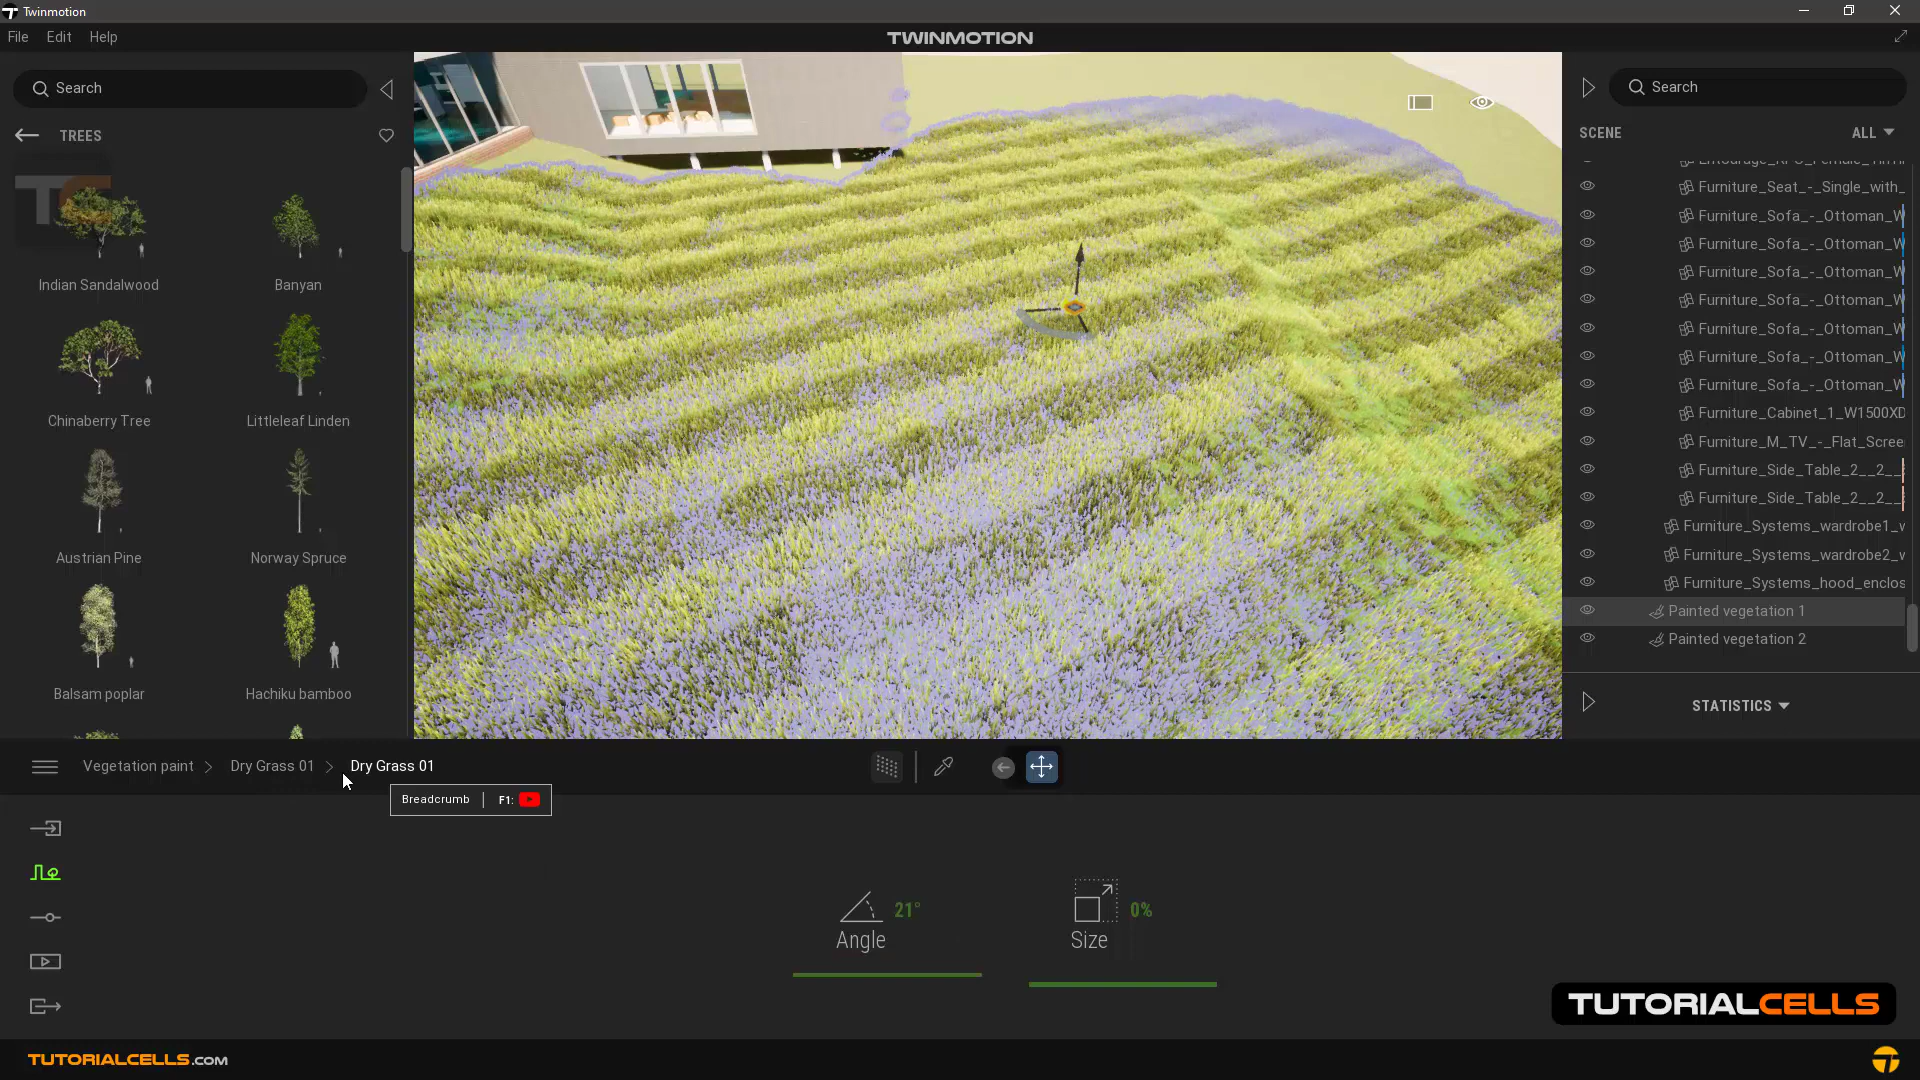 Twinmotion
File Edit Help
TWINMOTION
Search
TREES
TC
Indian Sandalwood
Banyan
Chinaberry Tree
Littleleaf Linden
Austrian Pine
Norway Spruce
Balsam poplar
Hachiku bamboo
Search
SCENE
ALL
Furniture_Seat_-_Single_with_
Furniture_Sofa_-_Ottoman_W
Furniture_Sofa_-_Ottoman_W
Furniture_Sofa_-_Ottoman_W
Furniture_Sofa_-_Ottoman_W
Furniture_Sofa_-_Ottoman_W
Furniture_Sofa_-_Ottoman_W
Furniture_Sofa_-_Ottoman_W
Furniture_Cabinet_1_W1500XD
Furniture_M_TV_-_Flat_Scree
Furniture_Side_Table_2__2__
Furniture_Side_Table_2__2__
Furniture_Systems_wardrobe1_w
Furniture_Systems_wardrobe2_w
Furniture_Systems_hood_enclos
Painted vegetation 1
Painted vegetation 2
STATISTICS
Vegetation paint > Dry Grass 01 > Dry Grass 01
Breadcrumb | F1:
21°
Angle
0%
Size
TUTORIALCELLS
TUTORIALCELLS.COM